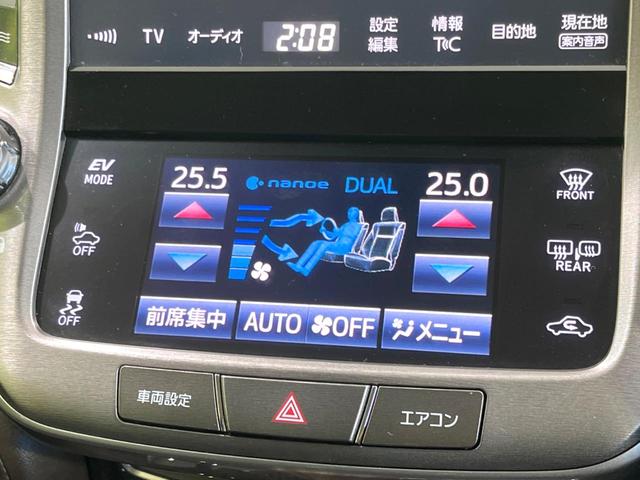 TV
オーディオ
2:08
設定
編集
情報
TC
目的地
現在地
案内音声
EV
MODE
25.5
nanoe
DUAL
25.0
FRONT
OFF
REAR
OFF
前席集中
AUTO
OFF
メニュー
車両設定
エアコン